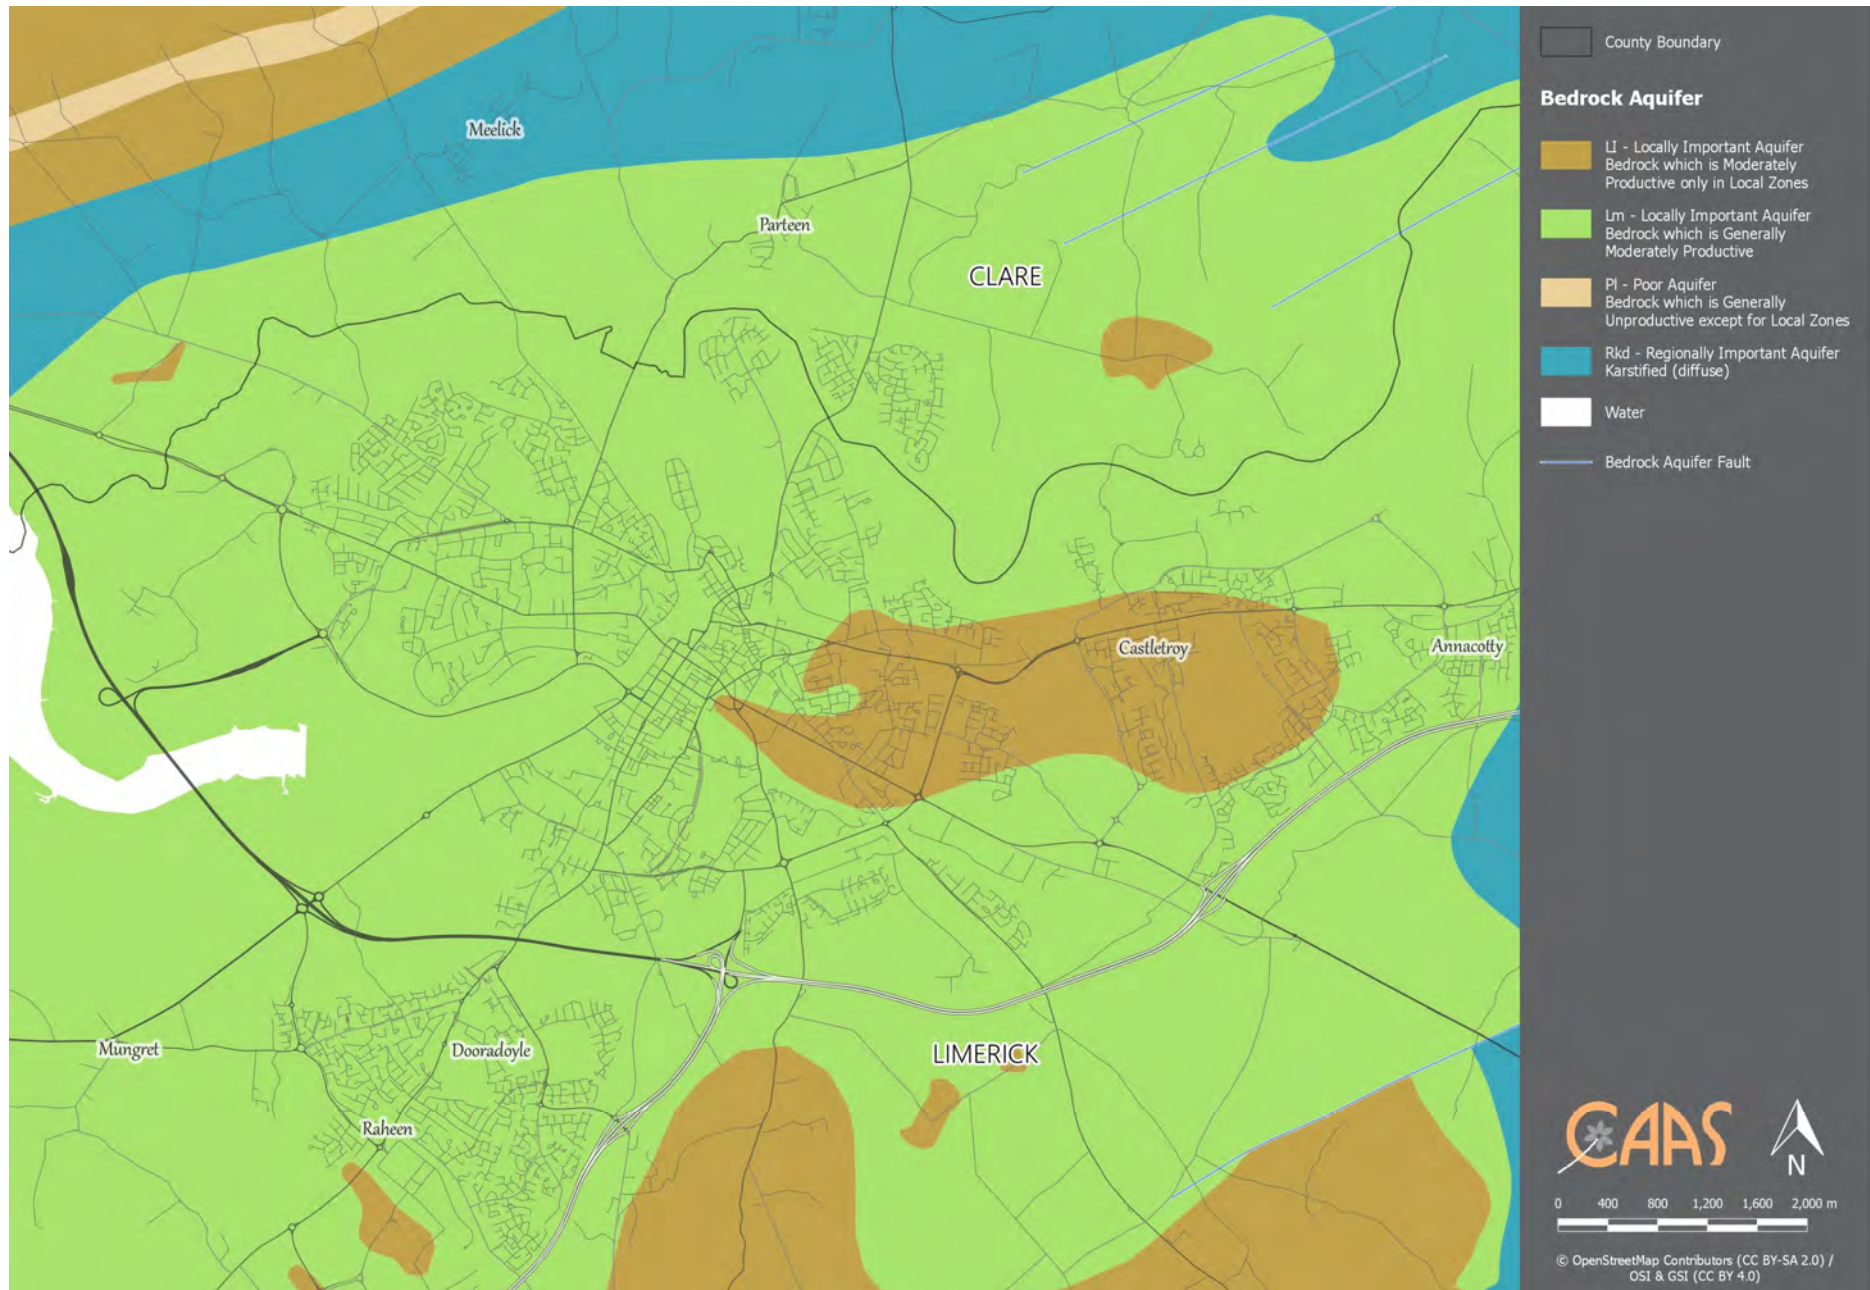 Meelick
Parteen
CLARE
Castletroy
Annacotty
LIMERICK
Mungret
Dooradoyle
Raheen
County Boundary
Bedrock Aquifer
LI - Locally Important Aquifer
Bedrock which is Moderately
Productive only in Local Zones
Lm - Locally Important Aquifer
Bedrock which is Generally
Moderately Productive
Pl - Poor Aquifer
Bedrock which is Generally
Unproductive except for Local Zones
Rkd - Regionally Important Aquifer
Karstified (diffuse)
Water
Bedrock Aquifer Fault
CAAS
N
0 400 800 1,200 1,600 2,000 m
© OpenStreetMap Contributors (CC BY-SA 2.0) /
OSI & GSI (CC BY 4.0)